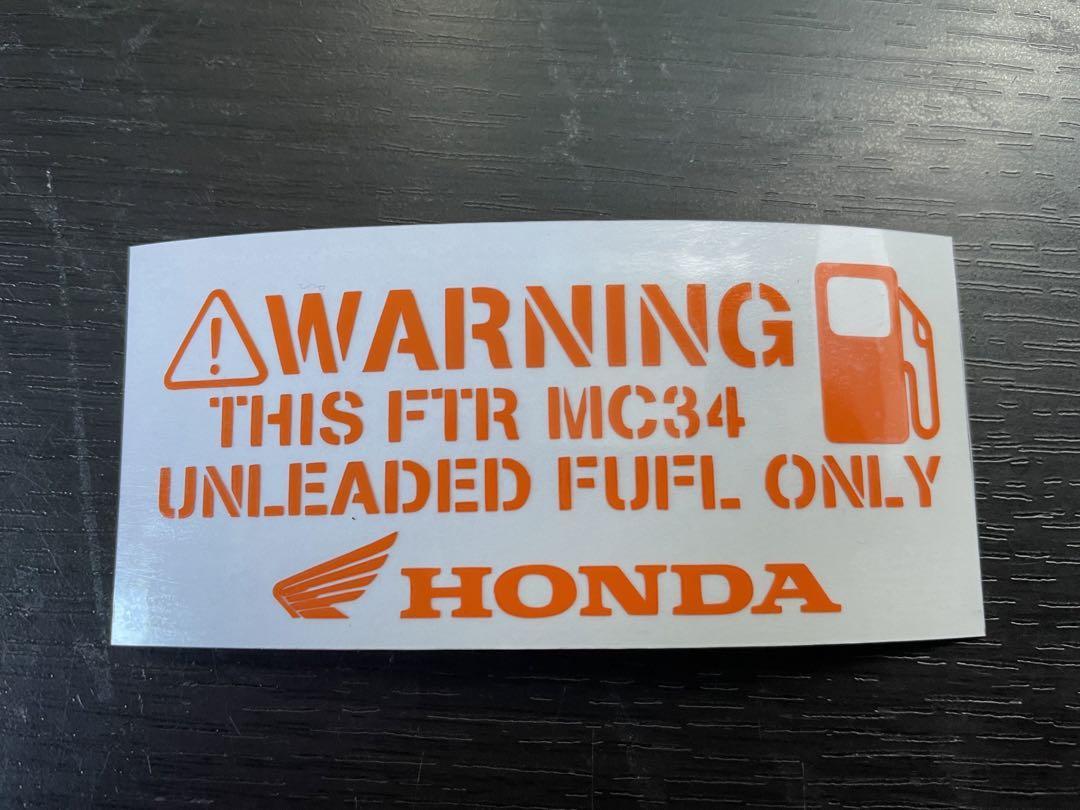 ! WARNING
THIS FTR MC34
UNLEADED FUFL ONLY
HONDA